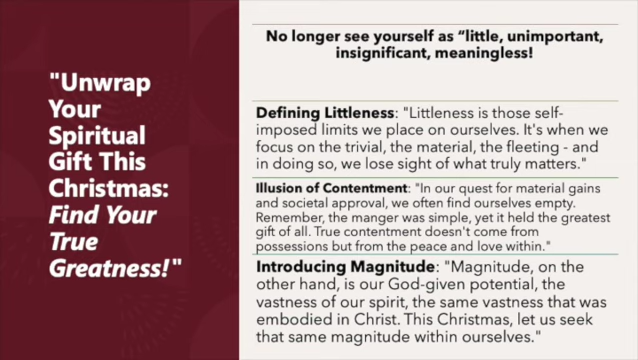 "Unwrap
Your
Spiritual
Gift This
Christmas:
Find Your
True
Greatness!"
No longer see yourself as “little, unimportant,
insignificant, meaningless!
Defining Littleness: "Littleness is those self-
imposed limits we place on ourselves. It's when we
focus on the trivial, the material, the fleeting - and
in doing so, we lose sight of what truly matters."
Illusion of Contentment: "In our quest for material gains
and societal approval, we often find ourselves empty.
Remember, the manger was simple, yet it held the greatest
gift of all. True contentment doesn't come from
possessions but from the peace and love within."
Introducing Magnitude: "Magnitude, on the
other hand, is our God-given potential, the
vastness of our spirit, the same vastness that was
embodied in Christ. This Christmas, let us seek
that same magnitude within ourselves."